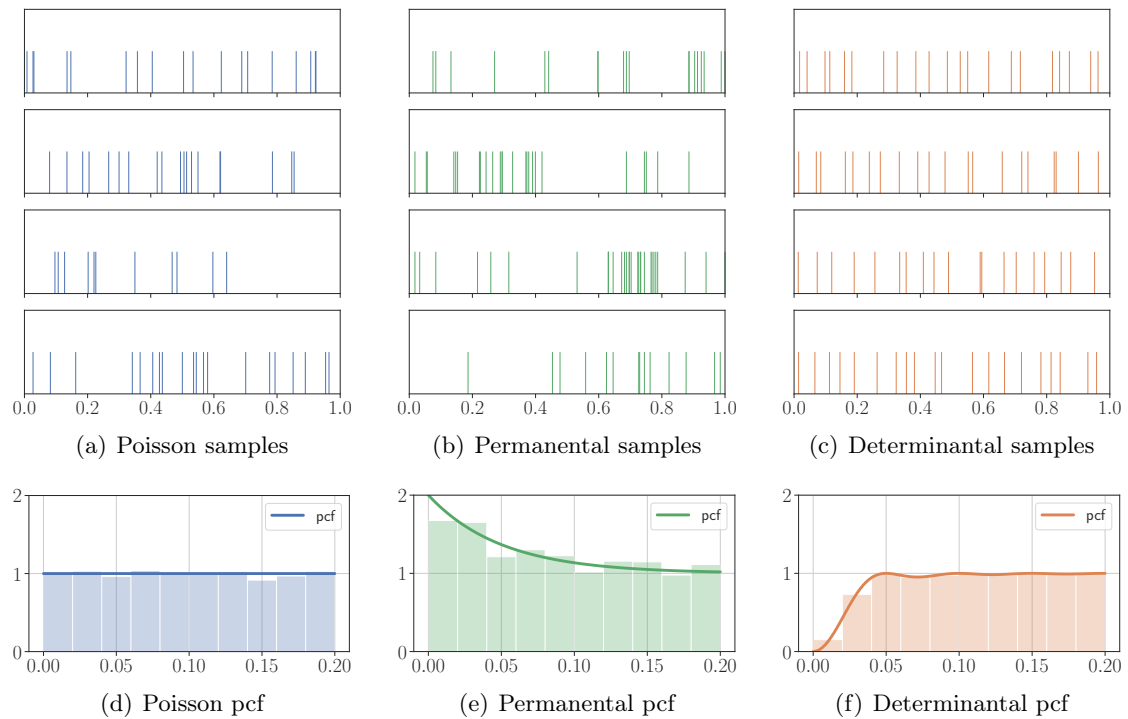 0.0 0.2 0.4 0.6 0.8 1.0 0.0 0.2 0.4 0.6 0.8 1.0 0.0 0.2 0.4 0.6 0.8 1.0
(a) Poisson samples
(b) Permanental samples
(c) Determinantal samples
2 1 0
pcf
0.00 0.05 0.10 0.15 0.20
2 1 0
pcf
0.00 0.05 0.10 0.15 0.20
2 1 0
pcf
0.00 0.05 0.10 0.15 0.20
(d) Poisson pcf
(e) Permanental pcf
(f) Determinantal pcf